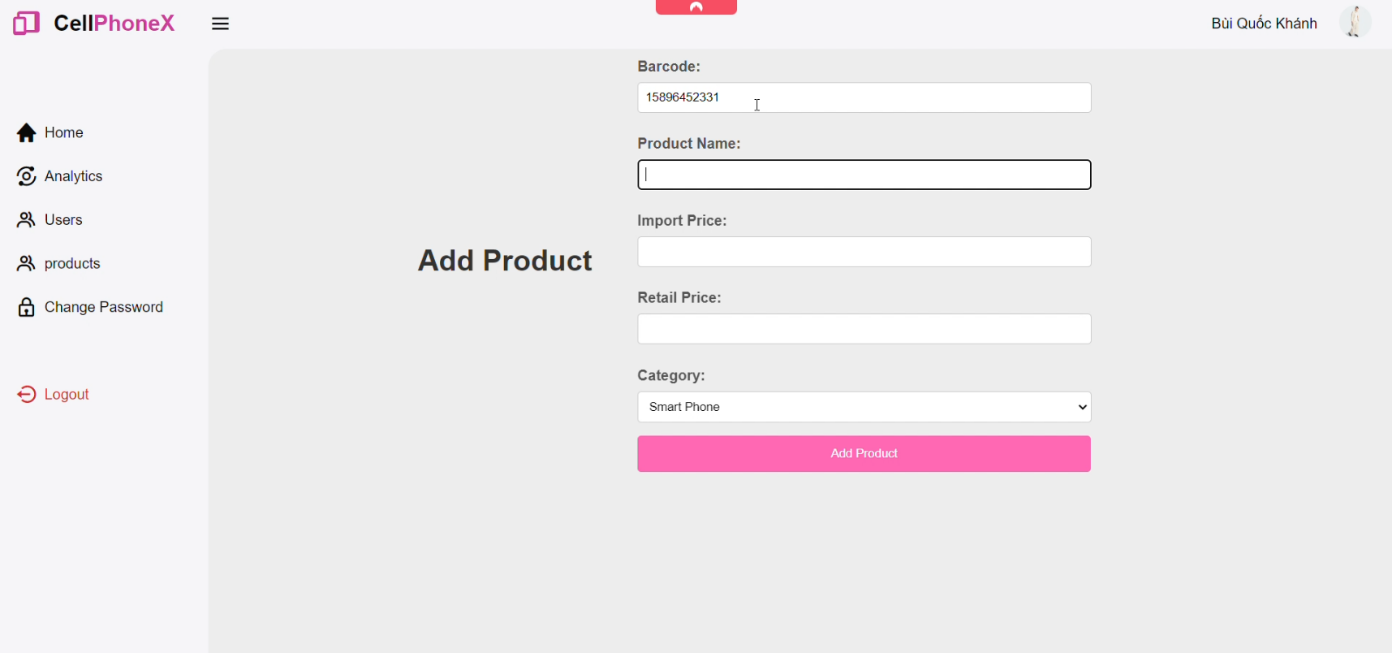 CellPhoneX
Bùi Quốc Khánh
Home
Analytics
Users
products
Change Password
Logout
Add Product
Barcode:
15896452331
Product Name:
Import Price:
Retail Price:
Category:
Smart Phone
Add Product